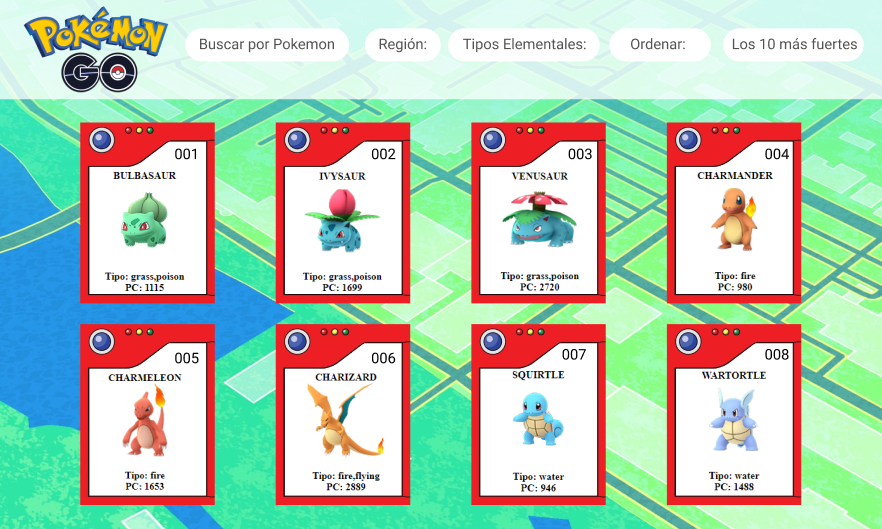 POKÉMON
GO
Buscar por Pokemon
Región:
Tipos Elementales:
Ordenar:
Los 10 más fuertes
001
BULBASAUR
Tipo: grass,poison
PC: 1115
002
IVYSAUR
Tipo: grass,poison
PC: 1699
003
VENUSAUR
Tipo: grass,poison
PC: 2720
004
CHARMANDER
Tipo: fire
PC: 980
005
CHARMELEON
Tipo: fire
PC: 1653
006
CHARIZARD
Tipo: fire,flying
PC: 2889
007
SQUIRTLE
Tipo: water
PC: 946
008
WARTORTLE
Tipo: water
PC: 1488